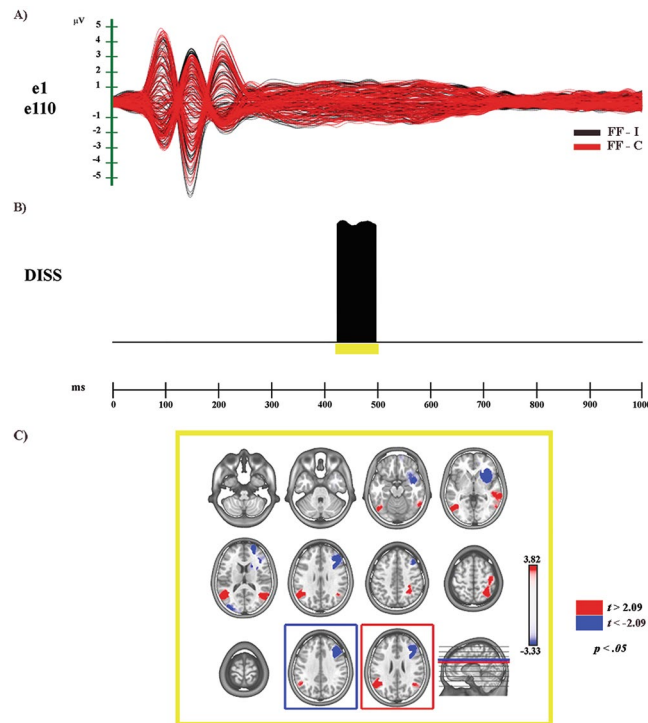 A)
μV
5
4
3
2
1
-1
-2
-3
-4
-5
e1
e110
FF - I
FF - C
B)
DISS
ms
0 100 200 300 400 500 600 700 800 900 1000
C)
3.82
-3.33
t > 2.09
t < -2.09
p < .05